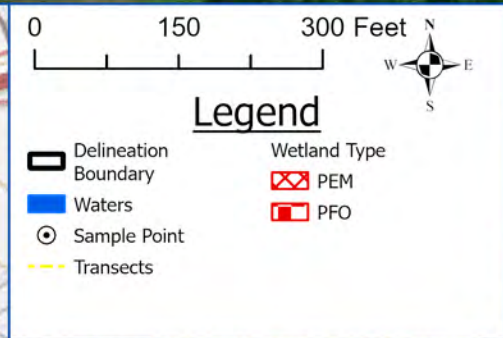 0 150 300 Feet
N
W E
S
Legend
Delineation
Boundary
Waters
Sample Point
Transects
Wetland Type
PEM
PFO